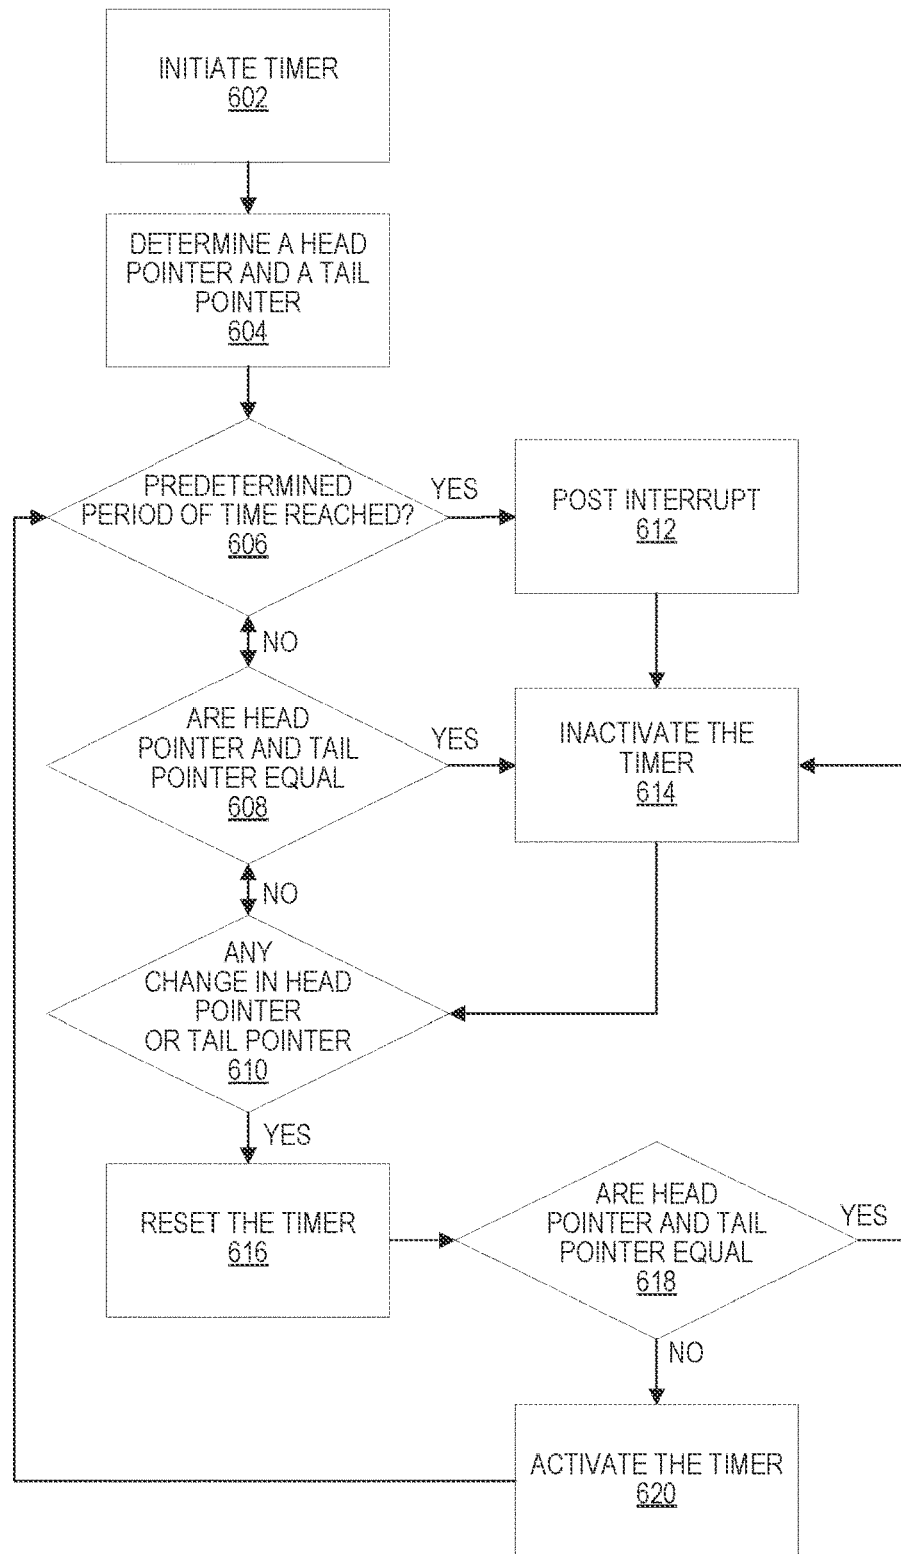 INITIATE TIMER
602
DETERMINE A HEAD
POINTER AND A TAIL
POINTER
604
PREDETERMINED
PERIOD OF TIME REACHED?
606
YES
POST INTERRUPT
612
NO
ARE HEAD
POINTER AND TAIL
POINTER EQUAL
608
YES
INACTIVATE THE
TIMER
614
NO
ANY
CHANGE IN HEAD
POINTER
OR TAIL POINTER
610
YES
RESET THE TIMER
616
ARE HEAD
POINTER AND TAIL
POINTER EQUAL
618
YES
NO
ACTIVATE THE TIMER
620